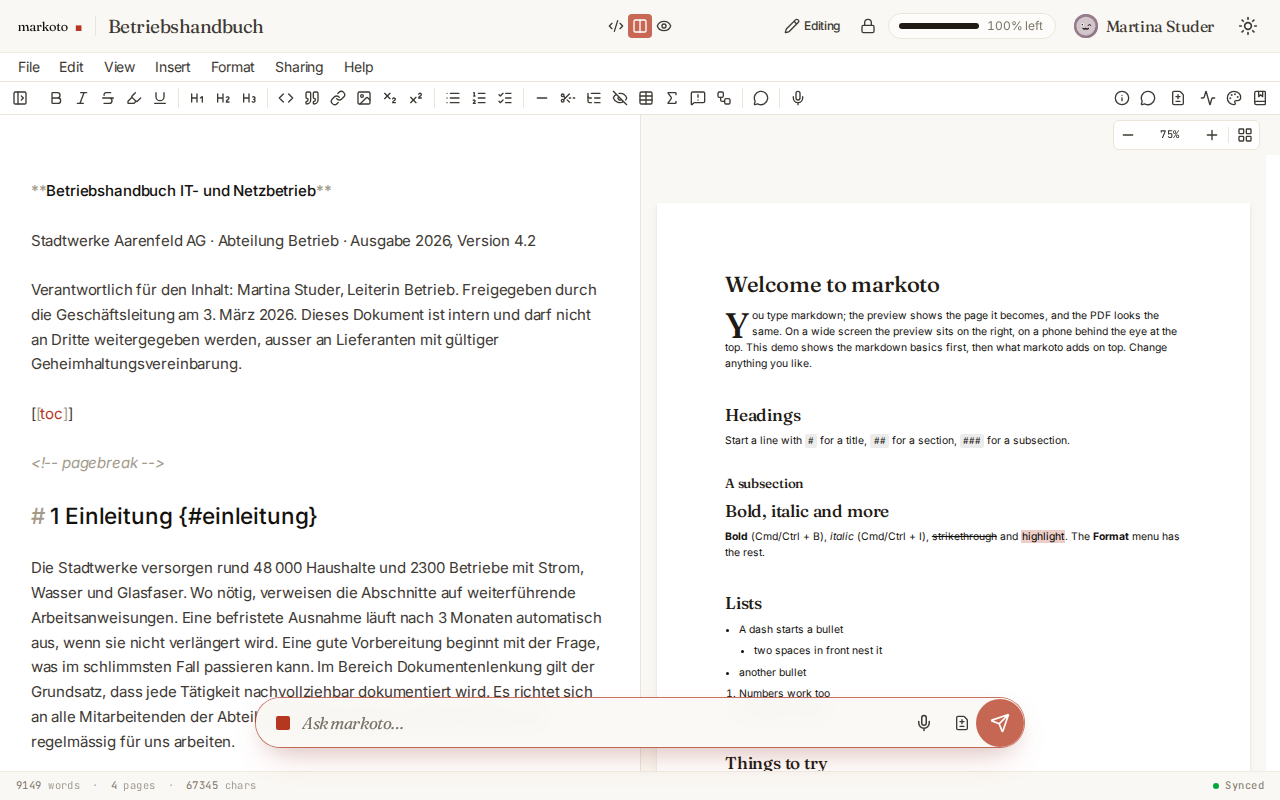 markoto
Betriebshandbuch
Editing
100% left
Martina Studer
File Edit View Insert Format Sharing Help
H1 H2 H3
75%
**Betriebshandbuch IT- und Netzbetrieb**
Stadtwerke Aarenfeld AG · Abteilung Betrieb · Ausgabe 2026, Version 4.2
Verantwortlich für den Inhalt: Martina Studer, Leiterin Betrieb. Freigegeben durch
die Geschäftsleitung am 3. März 2026. Dieses Dokument ist intern und darf nicht
an Dritte weitergegeben werden, ausser an Lieferanten mit gültiger
Geheimhaltungsvereinbarung.
[[toc]]
<!-- pagebreak -->
# 1 Einleitung {#einleitung}
Die Stadtwerke versorgen rund 48 000 Haushalte und 2300 Betriebe mit Strom,
Wasser und Glasfaser. Wo nötig, verweisen die Abschnitte auf weiterführende
Arbeitsanweisungen. Eine befristete Ausnahme läuft nach 3 Monaten automatisch
aus, wenn sie nicht verlängert wird. Eine gute Vorbereitung beginnt mit der Frage,
was im schlimmsten Fall passieren kann. Im Bereich Dokumentenlenkung gilt der
Grundsatz, dass jede Tätigkeit nachvollziehbar dokumentiert wird. Es richtet sich
an alle Mitarbeitenden der Abteil
regelmässig für uns arbeiten.
Welcome to markoto
You type markdown; the preview shows the page it becomes, and the PDF looks the
same. On a wide screen the preview sits on the right, on a phone behind the eye at the
top. This demo shows the markdown basics first, then what markoto adds on top. Change
anything you like.
Headings
Start a line with # for a title, ## for a section, ### for a subsection.
A subsection
Bold, italic and more
Bold (Cmd/Ctrl + B), italic (Cmd/Ctrl + I), strikethrough and highlight. The Format menu has
the rest.
Lists
• A dash starts a bullet
• two spaces in front nest it
• another bullet
1. Numbers work too
Things to try
Ask markoto...
9149 words · 4 pages · 67345 chars
Synced